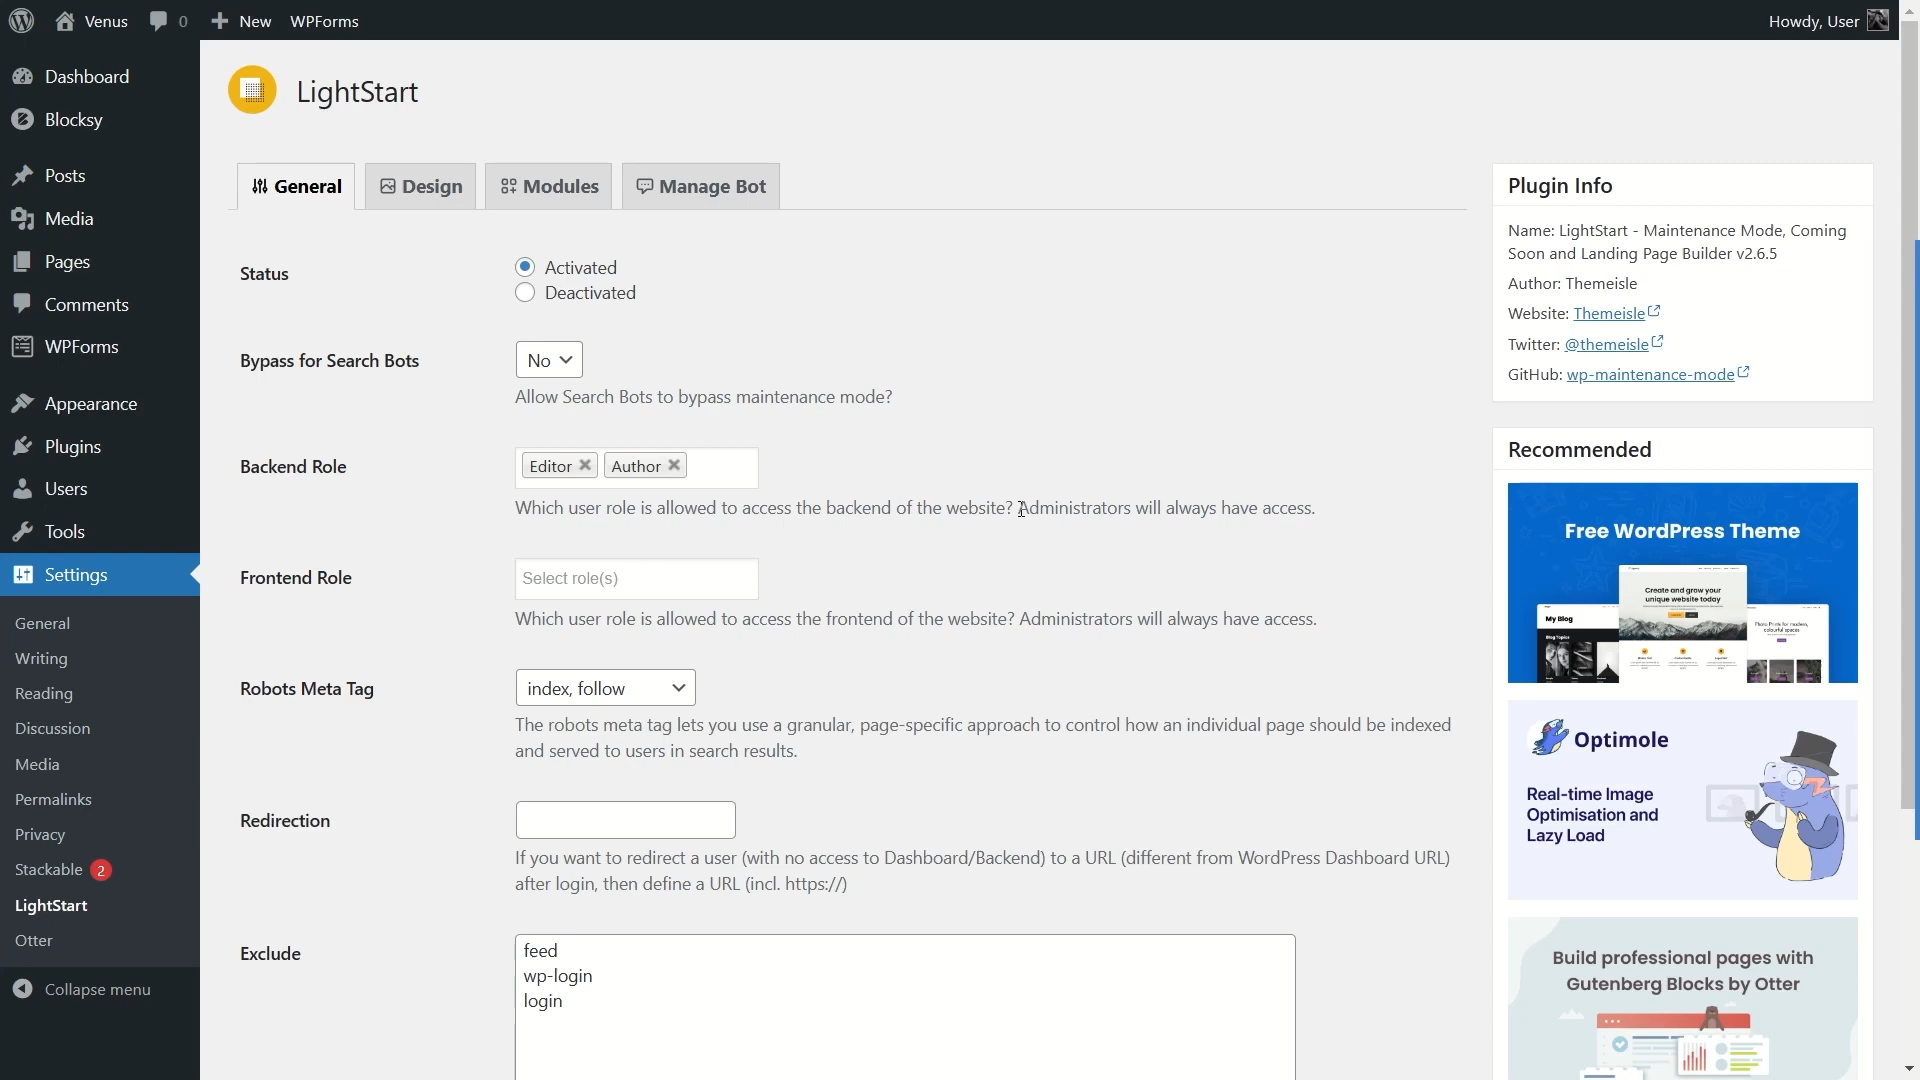 Venus
0
New
WPForms
Howdy, User
Dashboard
Blocksy
Posts
Media
Pages
Comments
WPForms
Appearance
Plugins
Users
Tools
Settings
General
Writing
Reading
Discussion
Media
Permalinks
Privacy
Stackable 2
LightStart
Otter
Collapse menu
LightStart
General
Design
Modules
Manage Bot
Status
Activated
Deactivated
Bypass for Search Bots
No
Allow Search Bots to bypass maintenance mode?
Backend Role
Editor
Author
Which user role is allowed to access the backend of the website? Administrators will always have access.
Frontend Role
Select role(s)
Which user role is allowed to access the frontend of the website? Administrators will always have access.
Robots Meta Tag
index, follow
The robots meta tag lets you use a granular, page-specific approach to control how an individual page should be indexed
and served to users in search results.
Redirection
If you want to redirect a user (with no access to Dashboard/Backend) to a URL (different from WordPress Dashboard URL)
after login, then define a URL (incl. https://)
Exclude
feed
wp-login
login
Plugin Info
Name: LightStart - Maintenance Mode, Coming
Soon and Landing Page Builder v2.6.5
Author: Themeisle
Website: Themeisle
Twitter: @themeisle
GitHub: wp-maintenance-mode
Recommended
Free WordPress Theme
Create and grow your
unique website today
My Blog
Blog Topics
Photo Prints for modern,
colourful spaces
Optimole
Real-time Image
Optimisation and
Lazy Load
Build professional pages with
Gutenberg Blocks by Otter